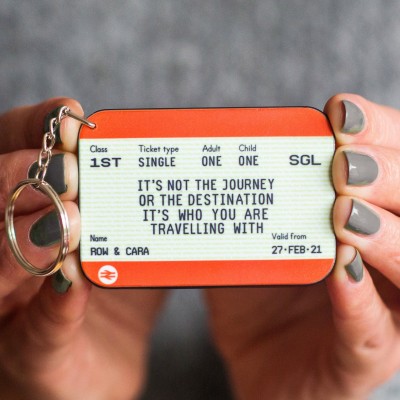 Class Ticket type Adult Child
1ST SINGLE ONE ONE SGL
IT'S NOT THE JOURNEY
OR THE DESTINATION
IT'S WHO YOU ARE
TRAVELLING WITH
Name Valid from
ROW & CARA 27·FEB·21